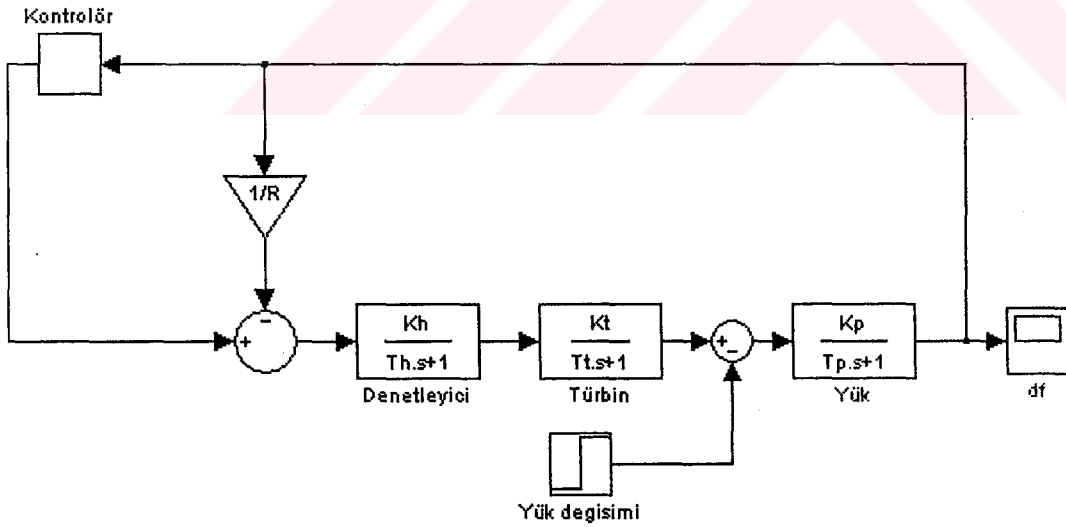 Kontrolör
1/R
Kh
Th.s+1
Denetleyici
Kt
Tt.s+1
Türbin
Kp
Tp.s+1
Yük
df
Yük degisimi